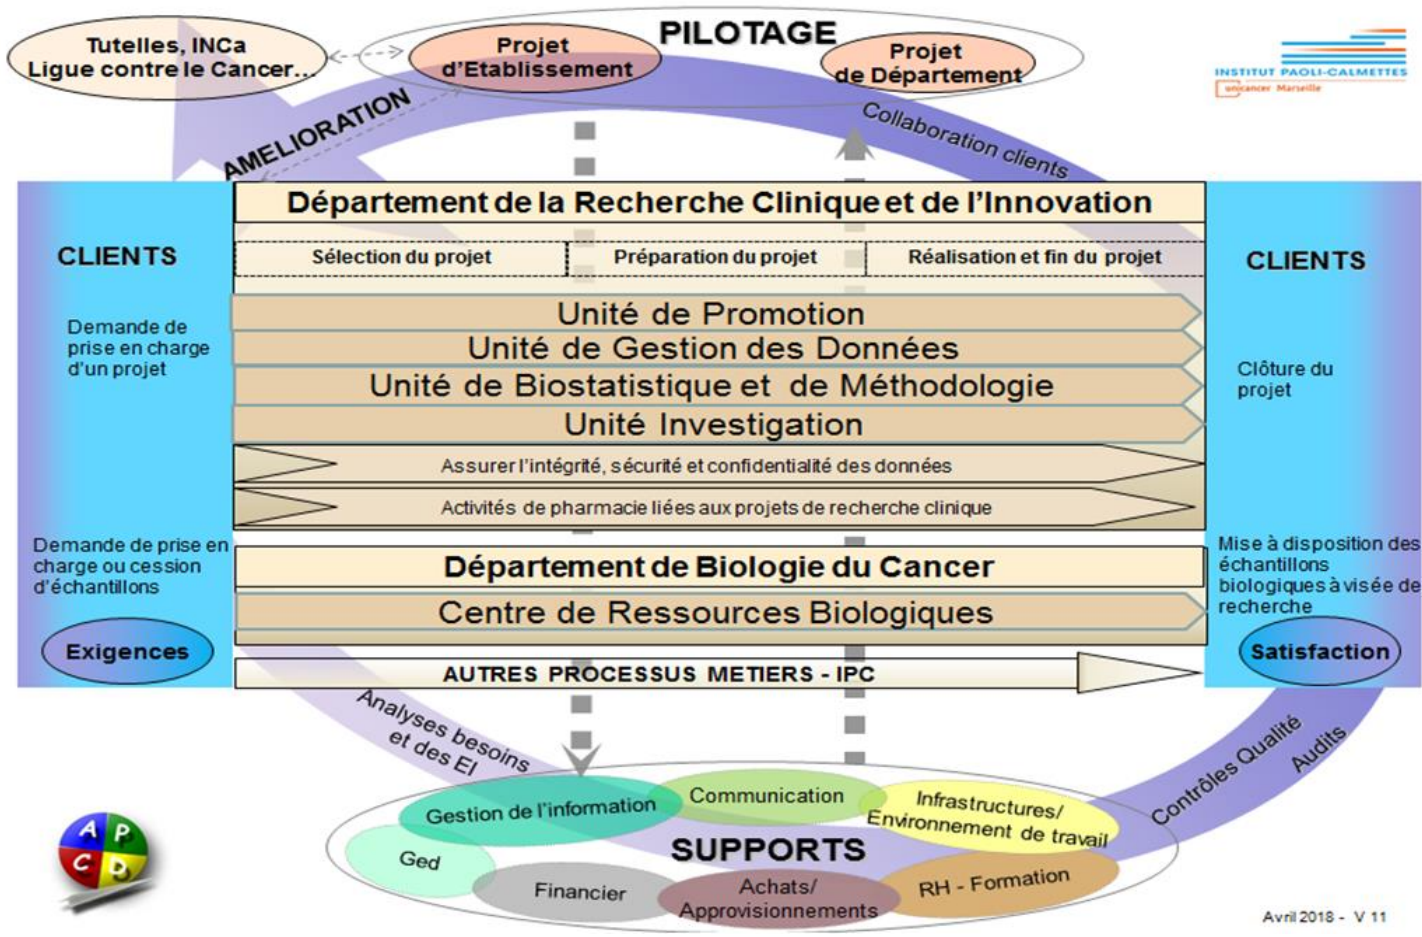 PILOTAGE
Tutelles, INCa
Ligue contre le Cancer...
Projet
d'Etablissement
Projet
de Département
INSTITUT PAOLI-CALMETTES
unicancer Marseille
AMELIORATION
Collaboration clients
Département de la Recherche Clinique et de l'Innovation
CLIENTS
Sélection du projet
Préparation du projet
Réalisation et fin du projet
CLIENTS
Demande de
prise en charge
d'un projet
Unité de Promotion
Unité de Gestion des Données
Unité de Biostatistique et de Méthodologie
Unité Investigation
Clôture du
projet
Assurer l'intégrité, sécurité et confidentialité des données
Activités de pharmacie liées aux projets de recherche clinique
Demande de prise en
charge ou cession
d'échantillons
Département de Biologie du Cancer
Centre de Ressources Biologiques
Mise à disposition des
échantillons
biologiques à visée de
recherche
Exigences
Satisfaction
AUTRES PROCESSUS METIERS - IPC
Analyses besoins
et des EI
Contrôles Qualité
Audits
Gestion de l'information
Communication
Infrastructures/
Environnement de travail
SUPPORTS
Ged
Financier
Achats/
Approvisionnements
RH - Formation
A P
C D
Avril 2018 - V 11